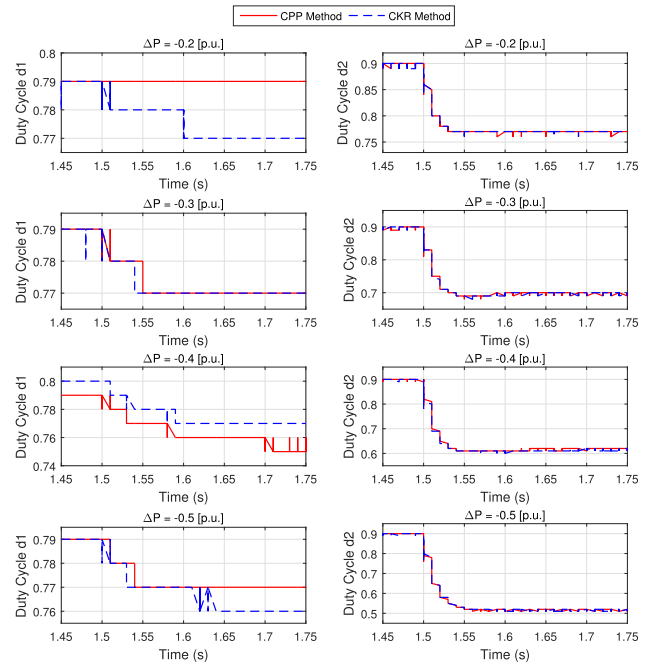 CPP Method CKR Method
ΔP = -0.2 [p.u.]
Duty Cycle d1
0.8
0.79
0.78
0.77
1.45 1.5 1.55 1.6 1.65 1.7 1.75
Time (s)
ΔP = -0.2 [p.u.]
Duty Cycle d2
0.9
0.85
0.8
0.75
1.45 1.5 1.55 1.6 1.65 1.7 1.75
Time (s)
ΔP = -0.3 [p.u.]
Duty Cycle d1
0.79
0.78
0.77
1.45 1.5 1.55 1.6 1.65 1.7 1.75
Time (s)
ΔP = -0.3 [p.u.]
Duty Cycle d2
0.9
0.8
0.7
1.45 1.5 1.55 1.6 1.65 1.7 1.75
Time (s)
ΔP = -0.4 [p.u.]
Duty Cycle d1
0.8
0.78
0.76
0.74
1.45 1.5 1.55 1.6 1.65 1.7 1.75
Time (s)
ΔP = -0.4 [p.u.]
Duty Cycle d2
0.9
0.8
0.7
0.6
1.45 1.5 1.55 1.6 1.65 1.7 1.75
Time (s)
ΔP = -0.5 [p.u.]
Duty Cycle d1
0.79
0.78
0.77
0.76
1.45 1.5 1.55 1.6 1.65 1.7 1.75
Time (s)
ΔP = -0.5 [p.u.]
Duty Cycle d2
0.9
0.8
0.7
0.6
0.5
1.45 1.5 1.55 1.6 1.65 1.7 1.75
Time (s)